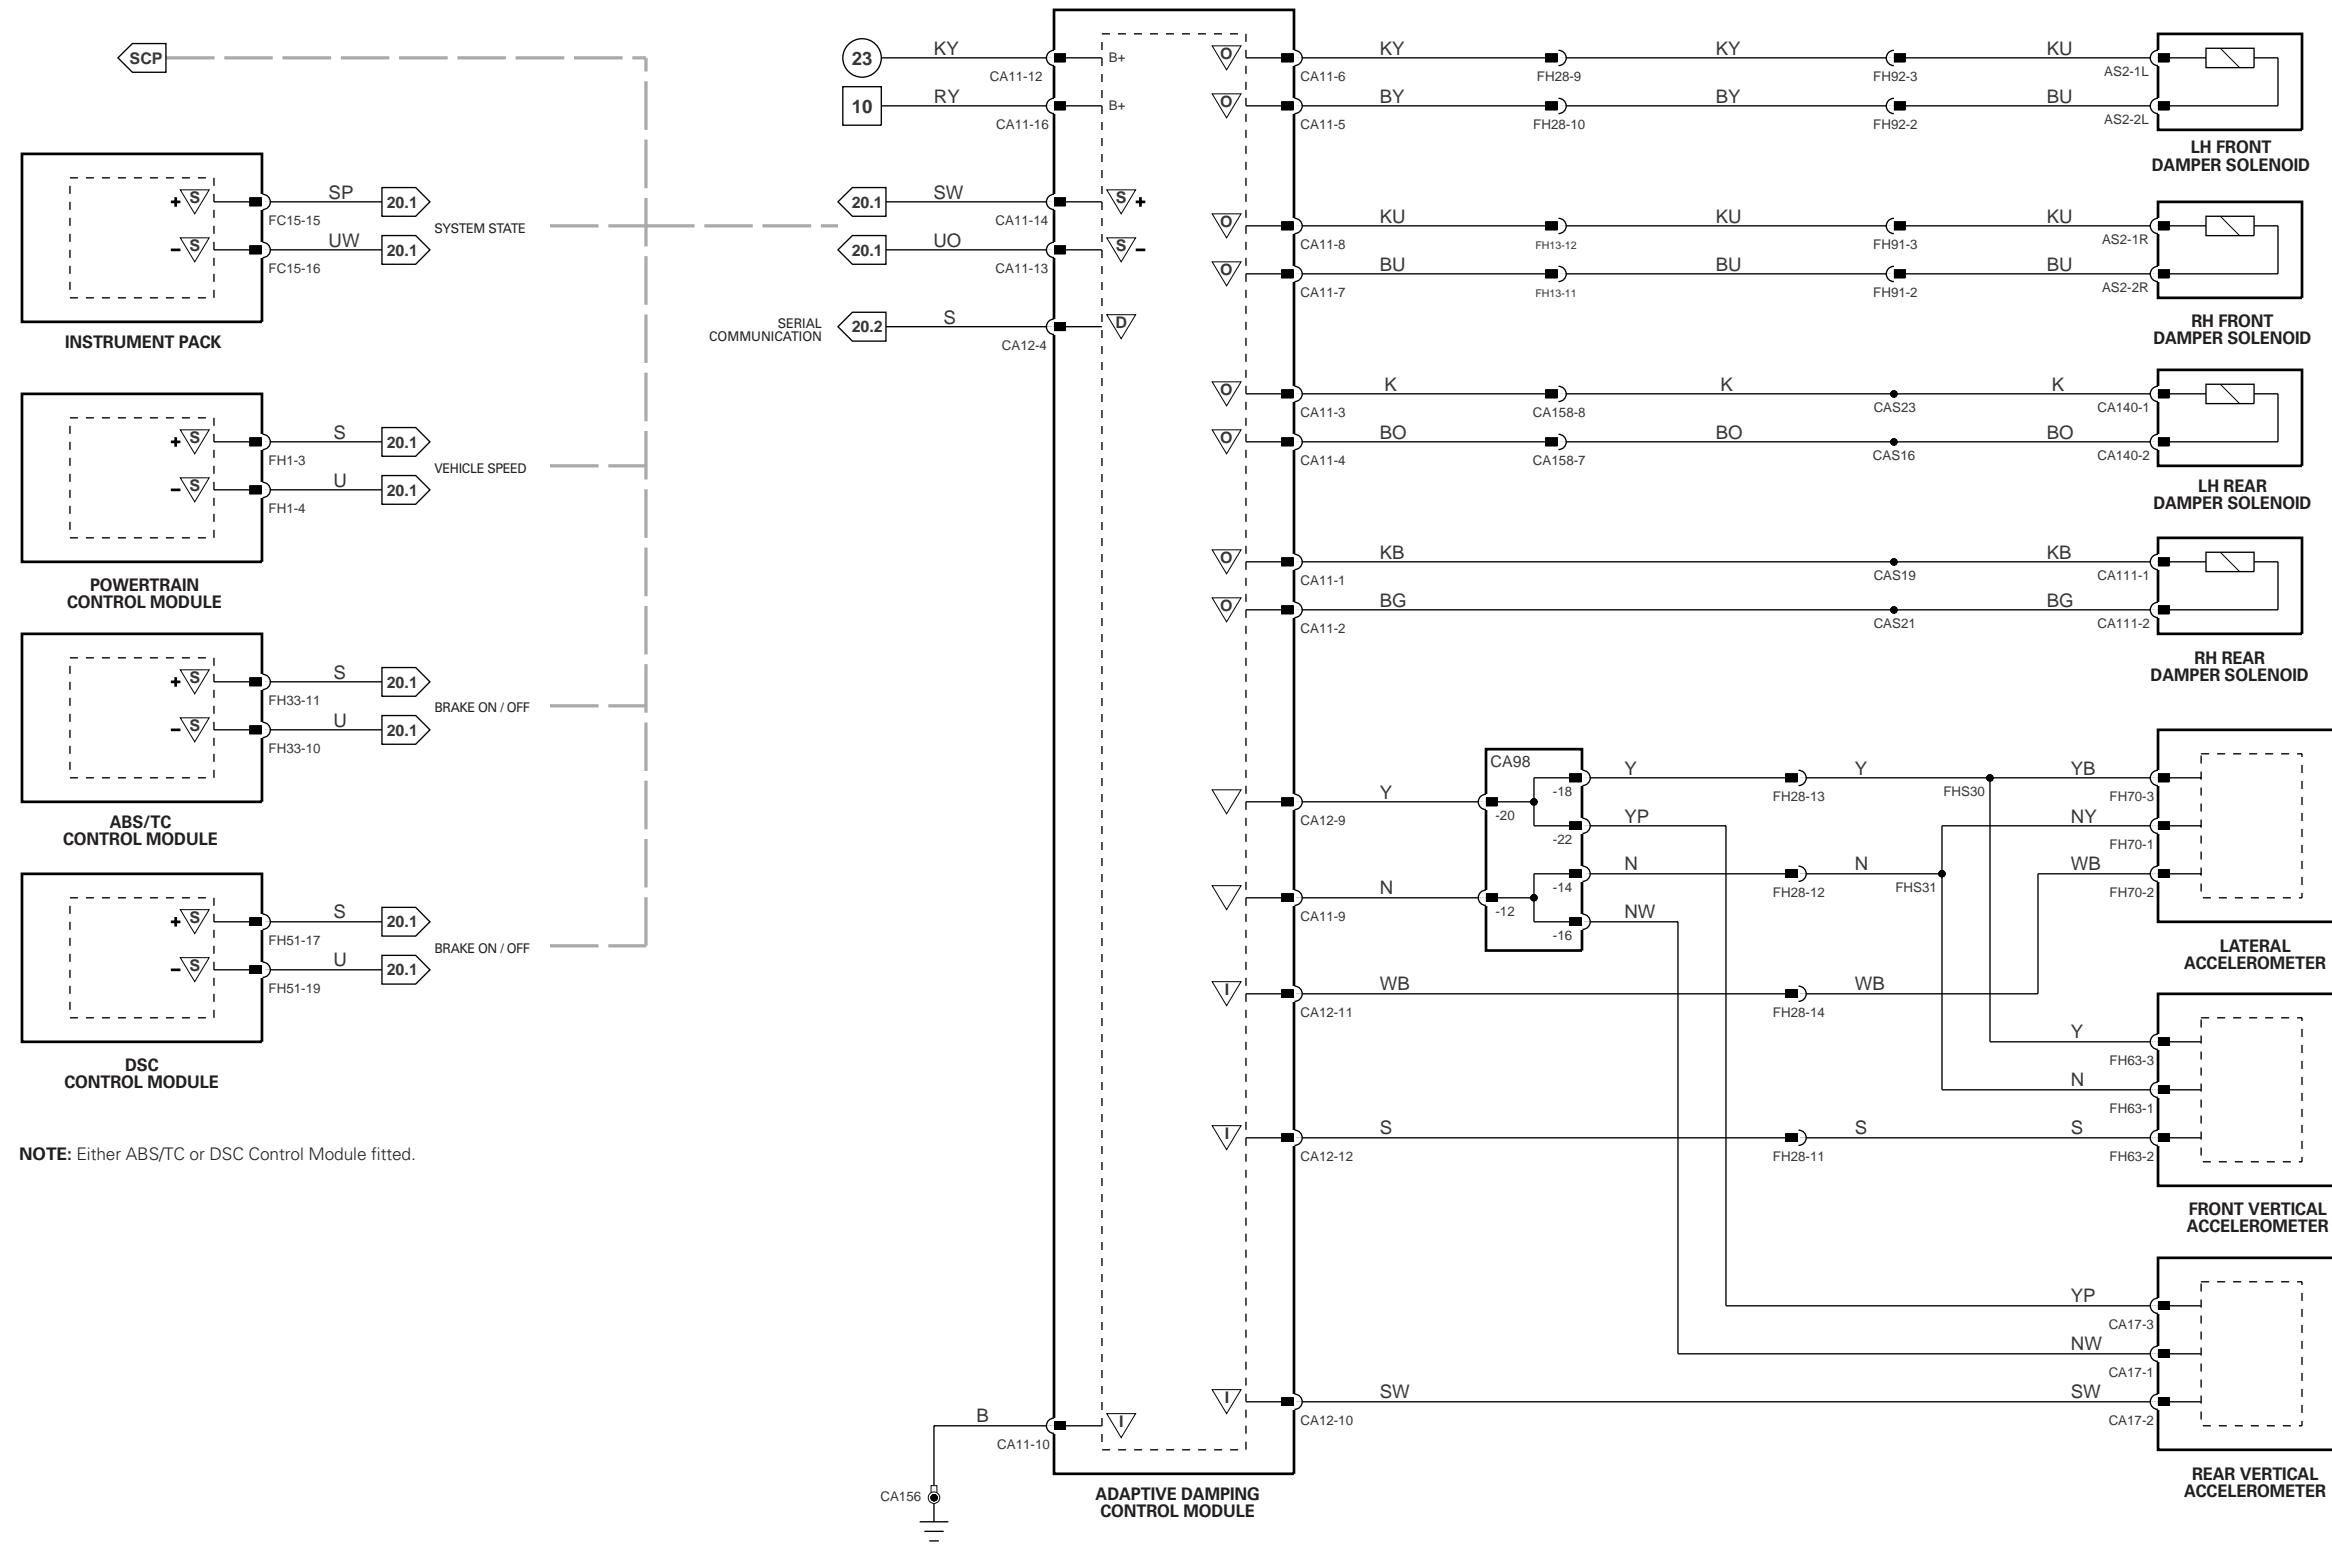 SCP
S
SP
20.1
FC15-15
S
UW
20.1
FC15-16
SYSTEM STATE
INSTRUMENT PACK
S
S
20.1
FH1-3
S
U
20.1
FH1-4
VEHICLE SPEED
POWERTRAIN
CONTROL MODULE
S
S
20.1
FH33-11
S
U
20.1
FH33-10
BRAKE ON / OFF
ABS/TC
CONTROL MODULE
S
S
20.1
FH51-17
S
U
20.1
FH51-19
BRAKE ON / OFF
DSC
CONTROL MODULE
NOTE: Either ABS/TC or DSC Control Module fitted.
23
KY
CA11-12
B+
10
RY
CA11-16
B+
20.1
SW
CA11-14
S
20.1
UO
CA11-13
S
SERIAL
COMMUNICATION
20.2
S
CA12-4
D
B
CA11-10
I
CA156
ADAPTIVE DAMPING
CONTROL MODULE
O
KY
CA11-6
FH28-9
KY
FH92-3
KU
AS2-1L
O
BY
CA11-5
FH28-10
BY
FH92-2
BU
AS2-2L
LH FRONT
DAMPER SOLENOID
O
KU
CA11-8
FH13-12
KU
FH91-3
KU
AS2-1R
O
BU
CA11-7
FH13-11
BU
FH91-2
BU
AS2-2R
RH FRONT
DAMPER SOLENOID
O
K
CA11-3
CA158-8
K
CAS23
K
CA140-1
O
BO
CA11-4
CA158-7
BO
CAS16
BO
CA140-2
LH REAR
DAMPER SOLENOID
O
KB
CA11-1
CAS19
KB
CA111-1
O
BG
CA11-2
CAS21
BG
CA111-2
RH REAR
DAMPER SOLENOID
Y
CA12-9
N
CA11-9
CA98
-20
-18
-22
-12
-14
-16
Y
FH28-13
Y
FHS30
YB
FH70-3
YP
NY
FH70-1
N
FH28-12
N
FHS31
WB
FH70-2
NW
LATERAL
ACCELEROMETER
I
WB
CA12-11
FH28-14
WB
Y
FH63-3
N
FH63-1
I
S
CA12-12
FH28-11
S
S
FH63-2
FRONT VERTICAL
ACCELEROMETER
YP
CA17-3
NW
CA17-1
I
SW
CA12-10
SW
CA17-2
REAR VERTICAL
ACCELEROMETER